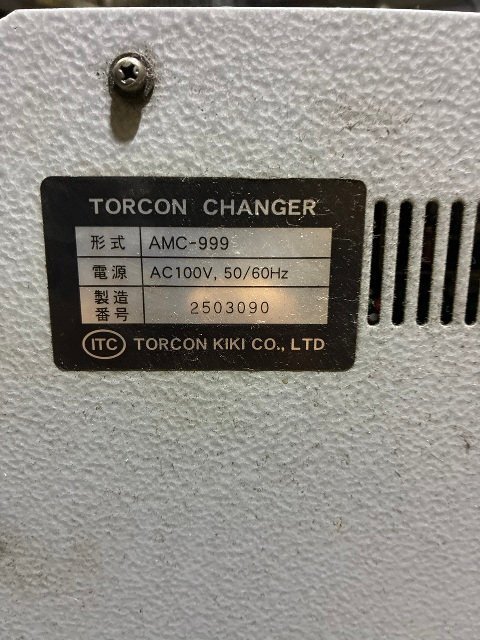 TORCON CHANGER
形式 AMC-999
電源 AC100V, 50/60Hz
製造番号 2503090
ITC TORCON KIKI CO., LTD